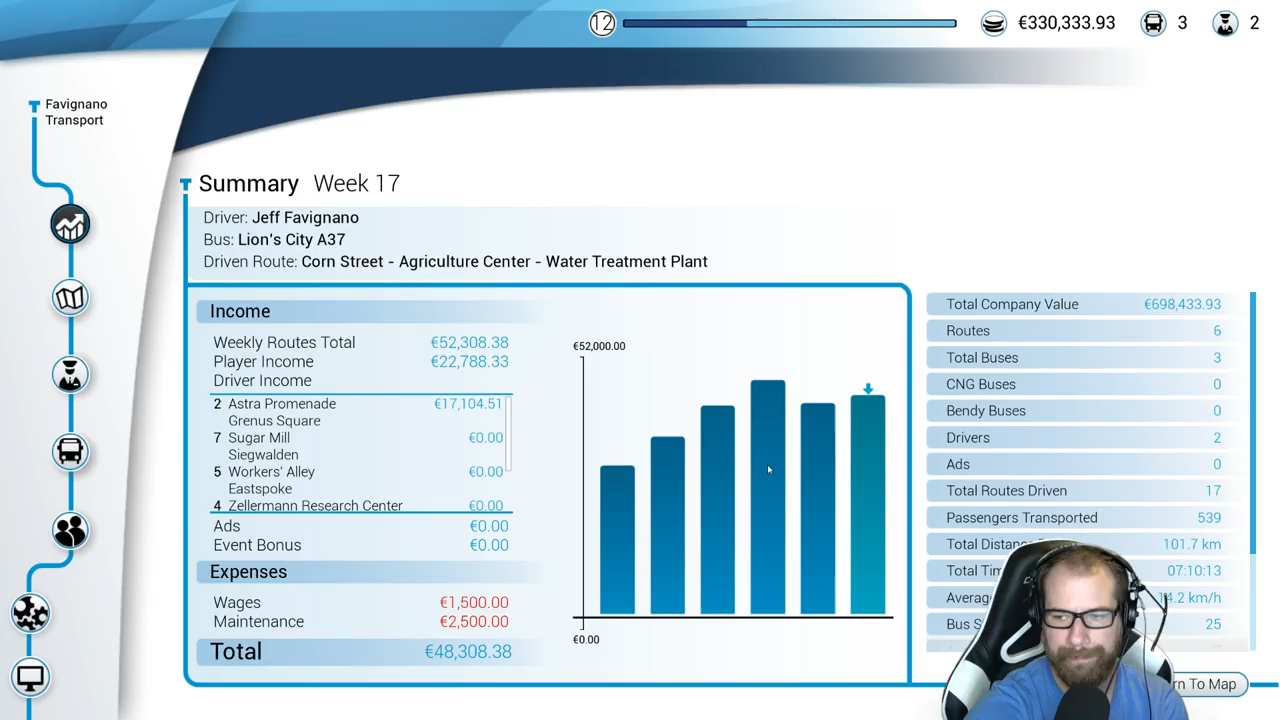 12
€330,333.93
3
2
Favignano
Transport
Summary Week 17
Driver: Jeff Favignano
Bus: Lion's City A37
Driven Route: Corn Street - Agriculture Center - Water Treatment Plant
Income
Weekly Routes Total €52,308.38
Player Income €22,788.33
Driver Income
2 Astra Promenade €17,104.51
Grenus Square
7 Sugar Mill €0.00
Siegwalden
5 Workers' Alley €0.00
Eastspoke
4 Zellermann Research Center €0.00
Ads €0.00
Event Bonus €0.00
Expenses
Wages €1,500.00
Maintenance €2,500.00
Total €48,308.38
€52,000.00
€0.00
Total Company Value €698,433.93
Routes 6
Total Buses 3
CNG Buses 0
Bendy Buses 0
Drivers 2
Ads 0
Total Routes Driven 17
Passengers Transported 539
Total Distance 101.7 km
Total 07:10:13
Average 4.2 km/h
Bus 25
To Map